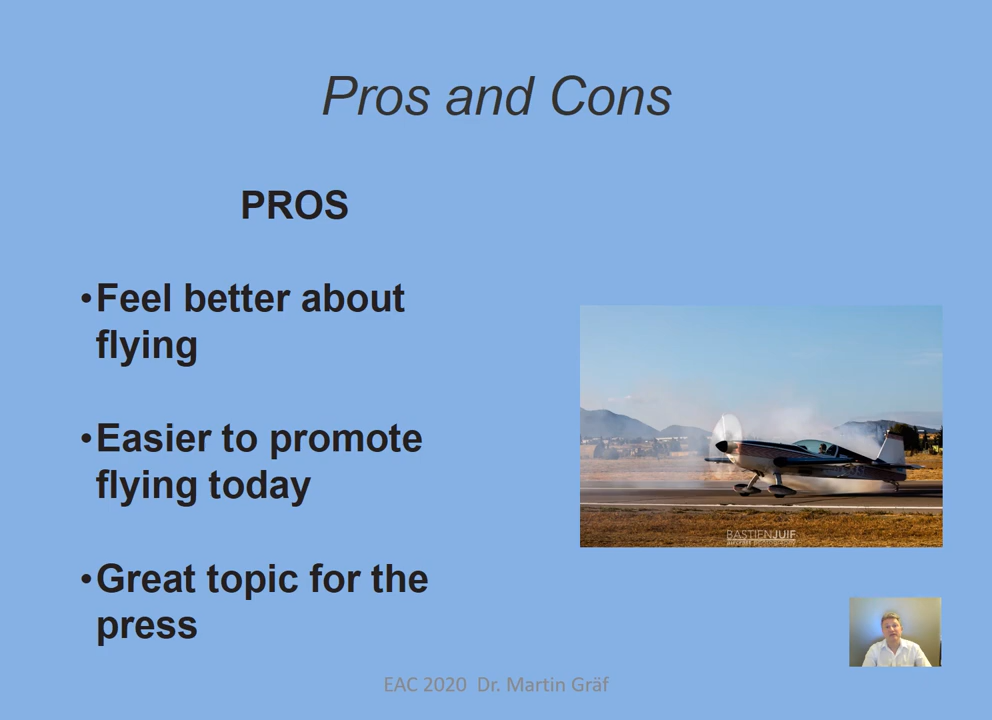 Pros and Cons
PROS
•Feel better about
flying
•Easier to promote
flying today
•Great topic for the
press
BASTIENJUIF
EAC 2020 Dr. Martin Gräf